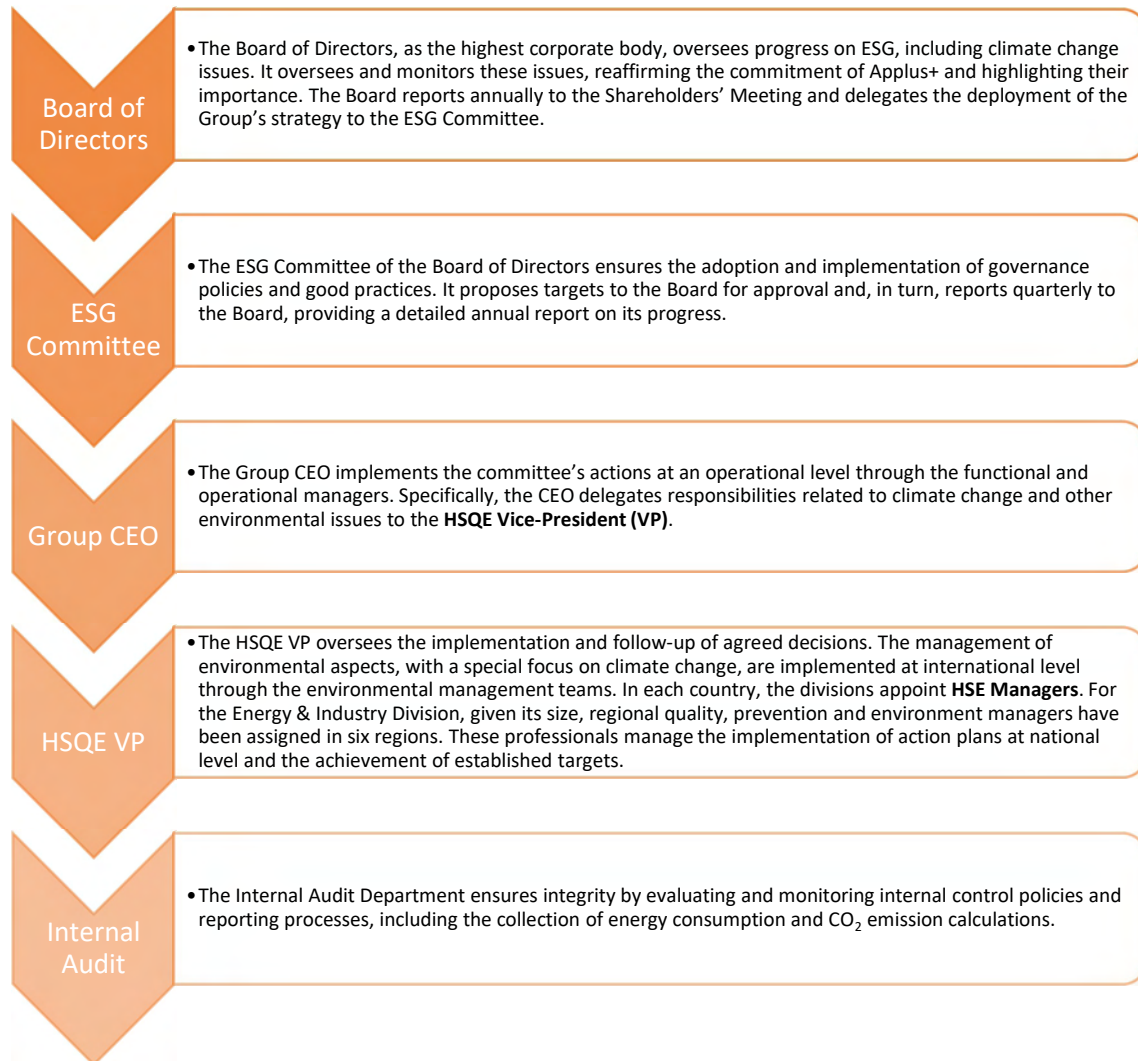 Board of
Directors
•The Board of Directors, as the highest corporate body, oversees progress on ESG, including climate change
issues. It oversees and monitors these issues, reaffirming the commitment of Applus+ and highlighting their
importance. The Board reports annually to the Shareholders’ Meeting and delegates the deployment of the
Group’s strategy to the ESG Committee.
ESG
Committee
•The ESG Committee of the Board of Directors ensures the adoption and implementation of governance
policies and good practices. It proposes targets to the Board for approval and, in turn, reports quarterly to
the Board, providing a detailed annual report on its progress.
Group CEO
•The Group CEO implements the committee’s actions at an operational level through the functional and
operational managers. Specifically, the CEO delegates responsibilities related to climate change and other
environmental issues to the HSQE Vice-President (VP).
HSQE VP
•The HSQE VP oversees the implementation and follow-up of agreed decisions. The management of
environmental aspects, with a special focus on climate change, are implemented at international level
through the environmental management teams. In each country, the divisions appoint HSE Managers. For
the Energy & Industry Division, given its size, regional quality, prevention and environment managers have
been assigned in six regions. These professionals manage the implementation of action plans at national
level and the achievement of established targets.
Internal
Audit
•The Internal Audit Department ensures integrity by evaluating and monitoring internal control policies and
reporting processes, including the collection of energy consumption and CO₂ emission calculations.